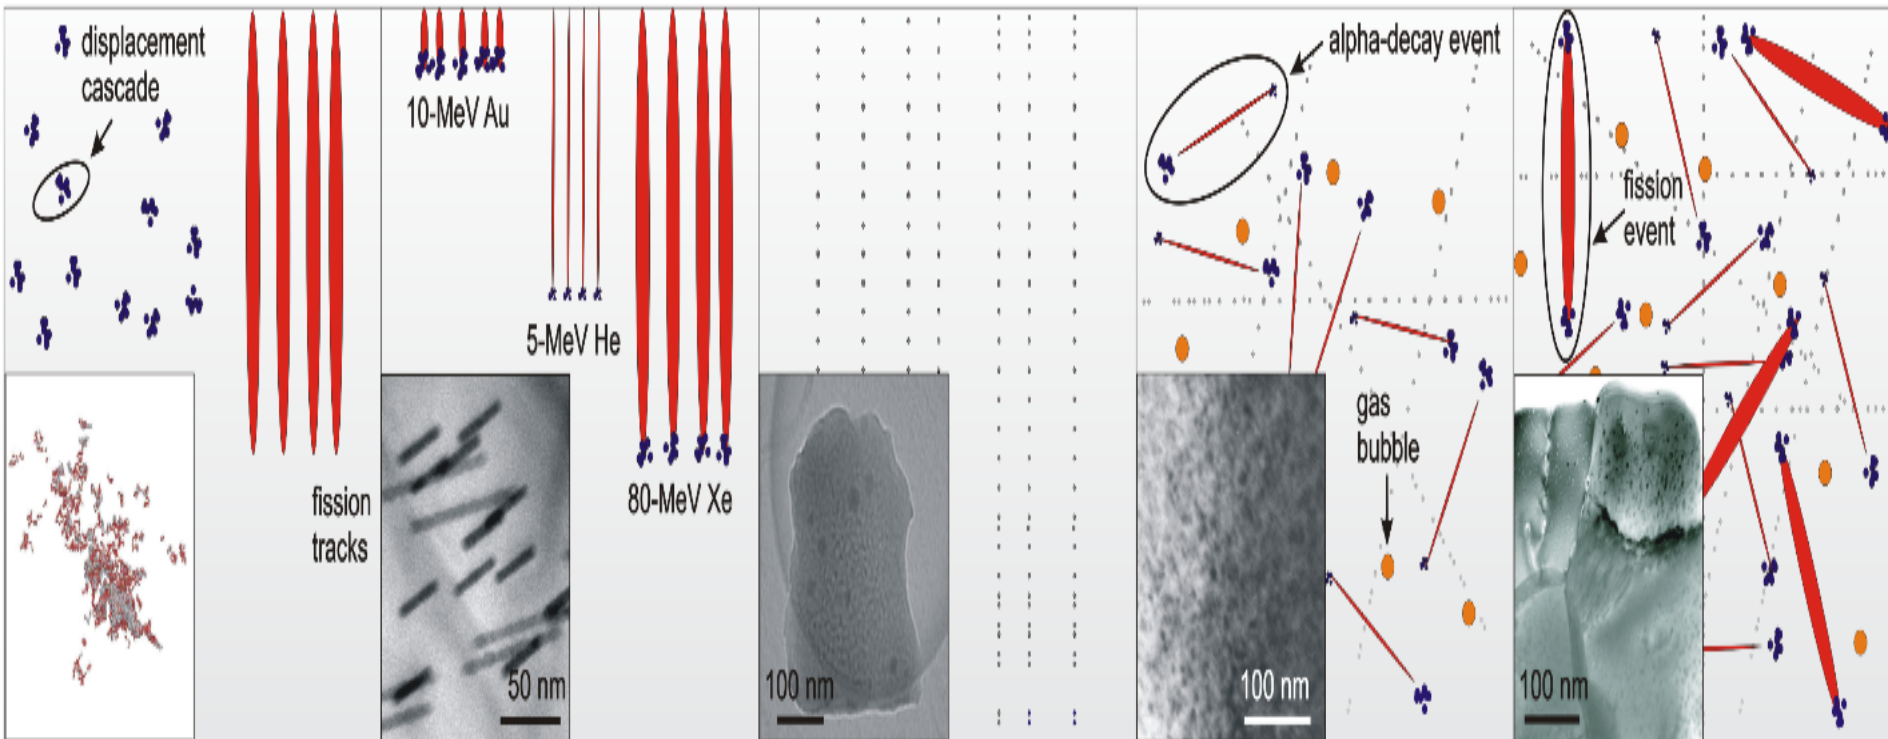 displacement
cascade
fission
tracks
10-MeV Au
5-MeV He
80-MeV Xe
50 nm
100 nm
alpha-decay event
gas
bubble
100 nm
fission
event
100 nm